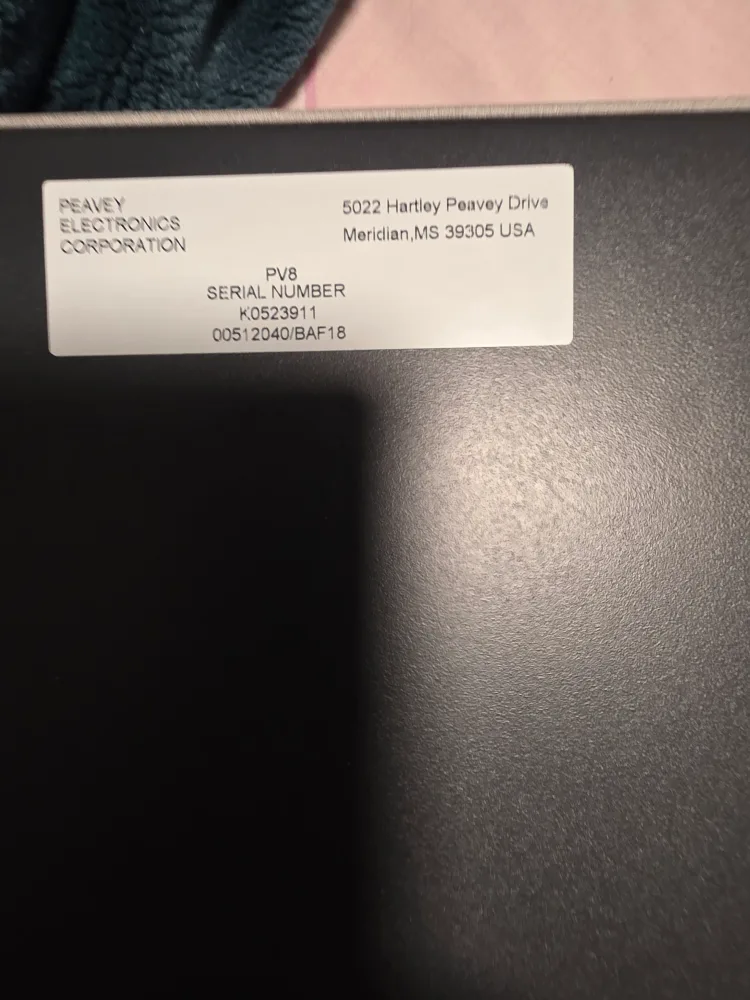 PEAVEY
ELECTRONICS
CORPORATION
5022 Hartley Peavey Drive
Meridian,MS 39305 USA
PV8
SERIAL NUMBER
K0523911
00512040/BAF18